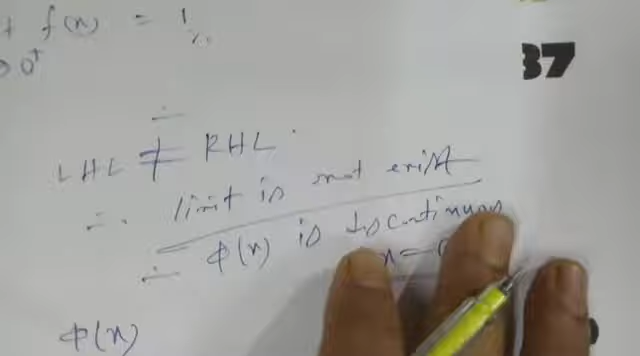 f(x) = 1
→ 0⁺
37
∴
LHL ≠ RHL.
∴ limit is not exist
∴ φ(x) is discontinuous
x =
φ(x)